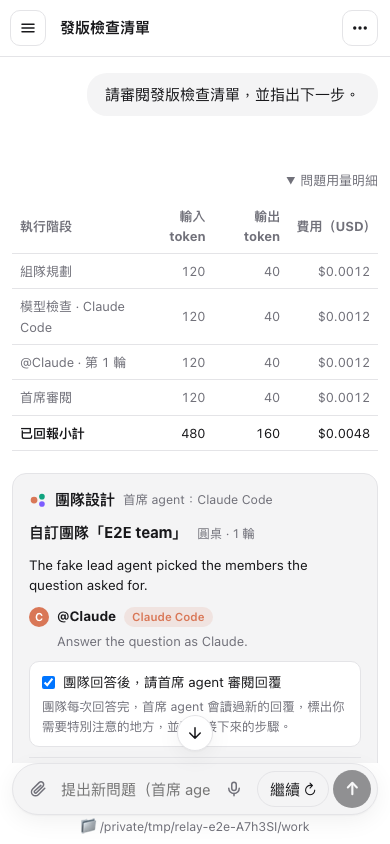 發版檢查清單
請審閱發版檢查清單，並指出下一步。
▼ 問題用量明細
執行階段 輸入 token 輸出 token 費用（USD）
組隊規劃 120 40 $0.0012
模型檢查 · Claude Code 120 40 $0.0012
@Claude · 第 1 輪 120 40 $0.0012
首席審閱 120 40 $0.0012
已回報小計 480 160 $0.0048
團隊設計 首席 agent：Claude Code
自訂團隊「E2E team」 圓桌 · 1 輪
The fake lead agent picked the members the
question asked for.
C @Claude Claude Code
Answer the question as Claude.
團隊回答後，請首席 agent 審閱回覆
團隊每次回答完，首席 agent 會讀過新的回覆，標出你
需要特別注意的地方，並接下來的步驟。
提出新問題（首席 age 繼續
/private/tmp/relay-e2e-A7h3SI/work